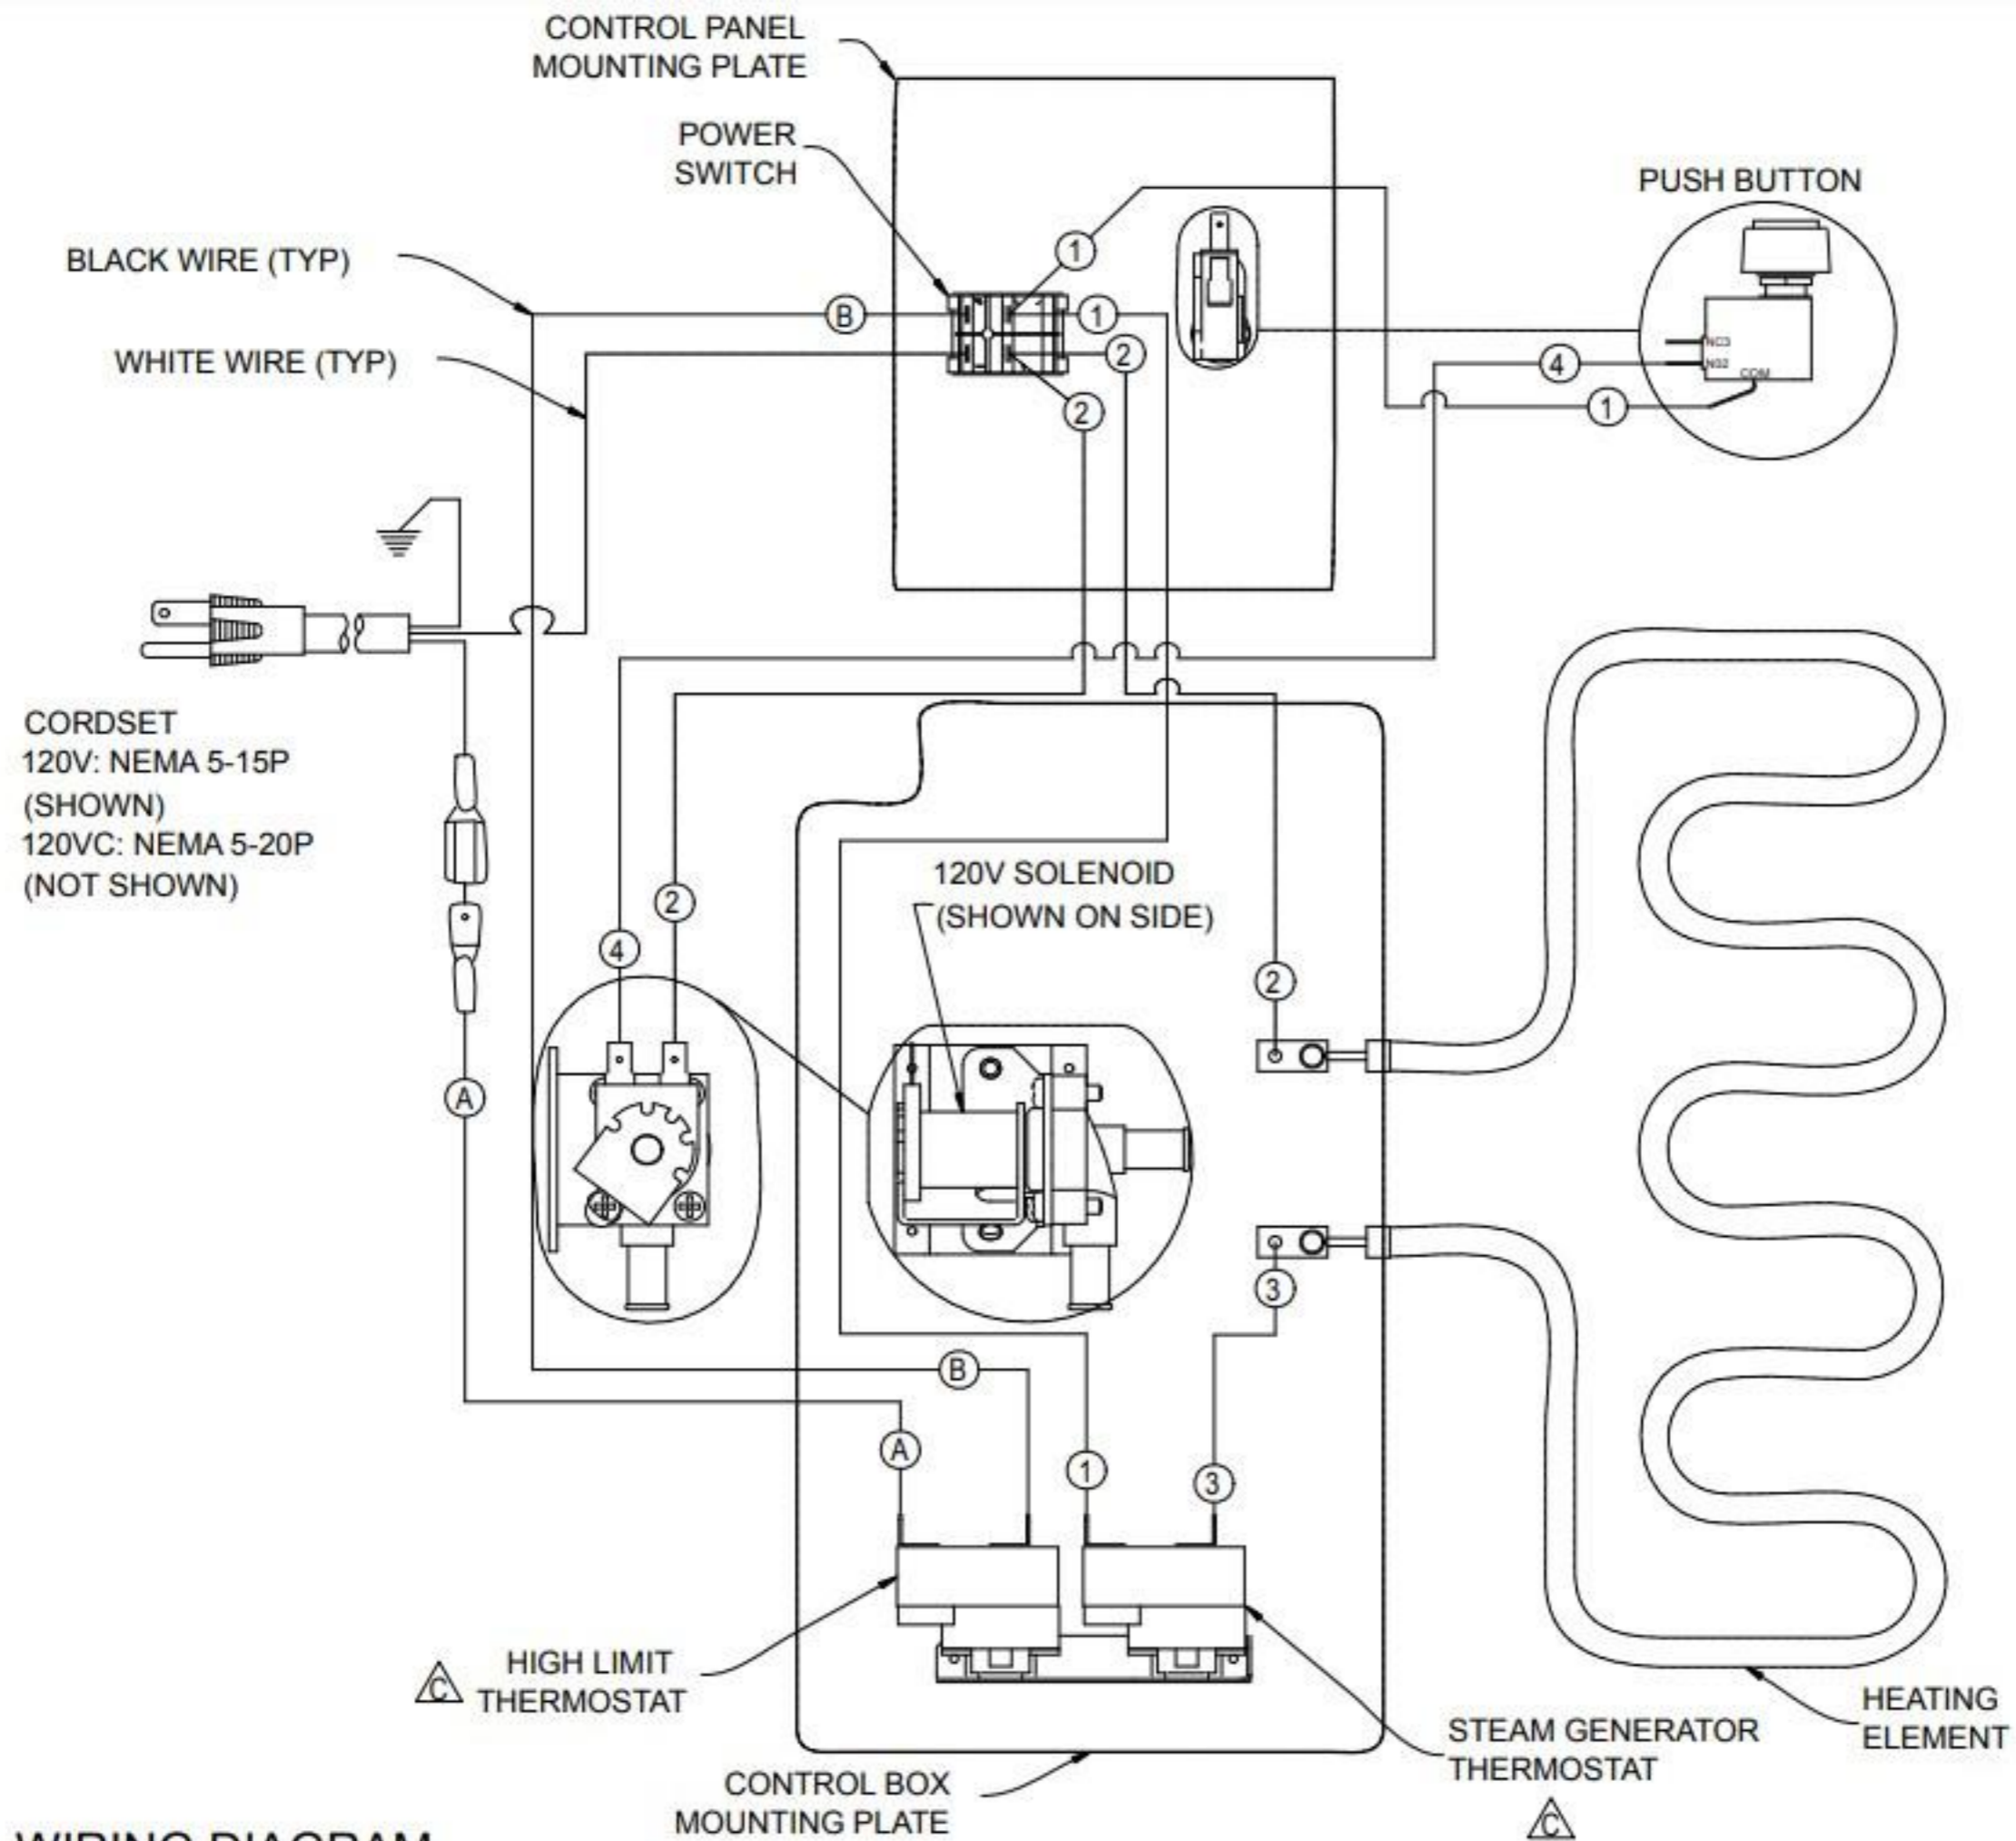 CONTROL PANEL
MOUNTING PLATE
POWER
SWITCH
PUSH BUTTON
BLACK WIRE (TYP)
WHITE WIRE (TYP)
1
B
1
2
2
NC3
4
COM
1
CORDSET
120V: NEMA 5-15P
(SHOWN)
120VC: NEMA 5-20P
(NOT SHOWN)
120V SOLENOID
(SHOWN ON SIDE)
2
4
2
A
3
B
A
1
3
HIGH LIMIT
THERMOSTAT
C
HEATING
ELEMENT
STEAM GENERATOR
THERMOSTAT
C
CONTROL BOX
MOUNTING PLATE
WIRING DIAGRAM